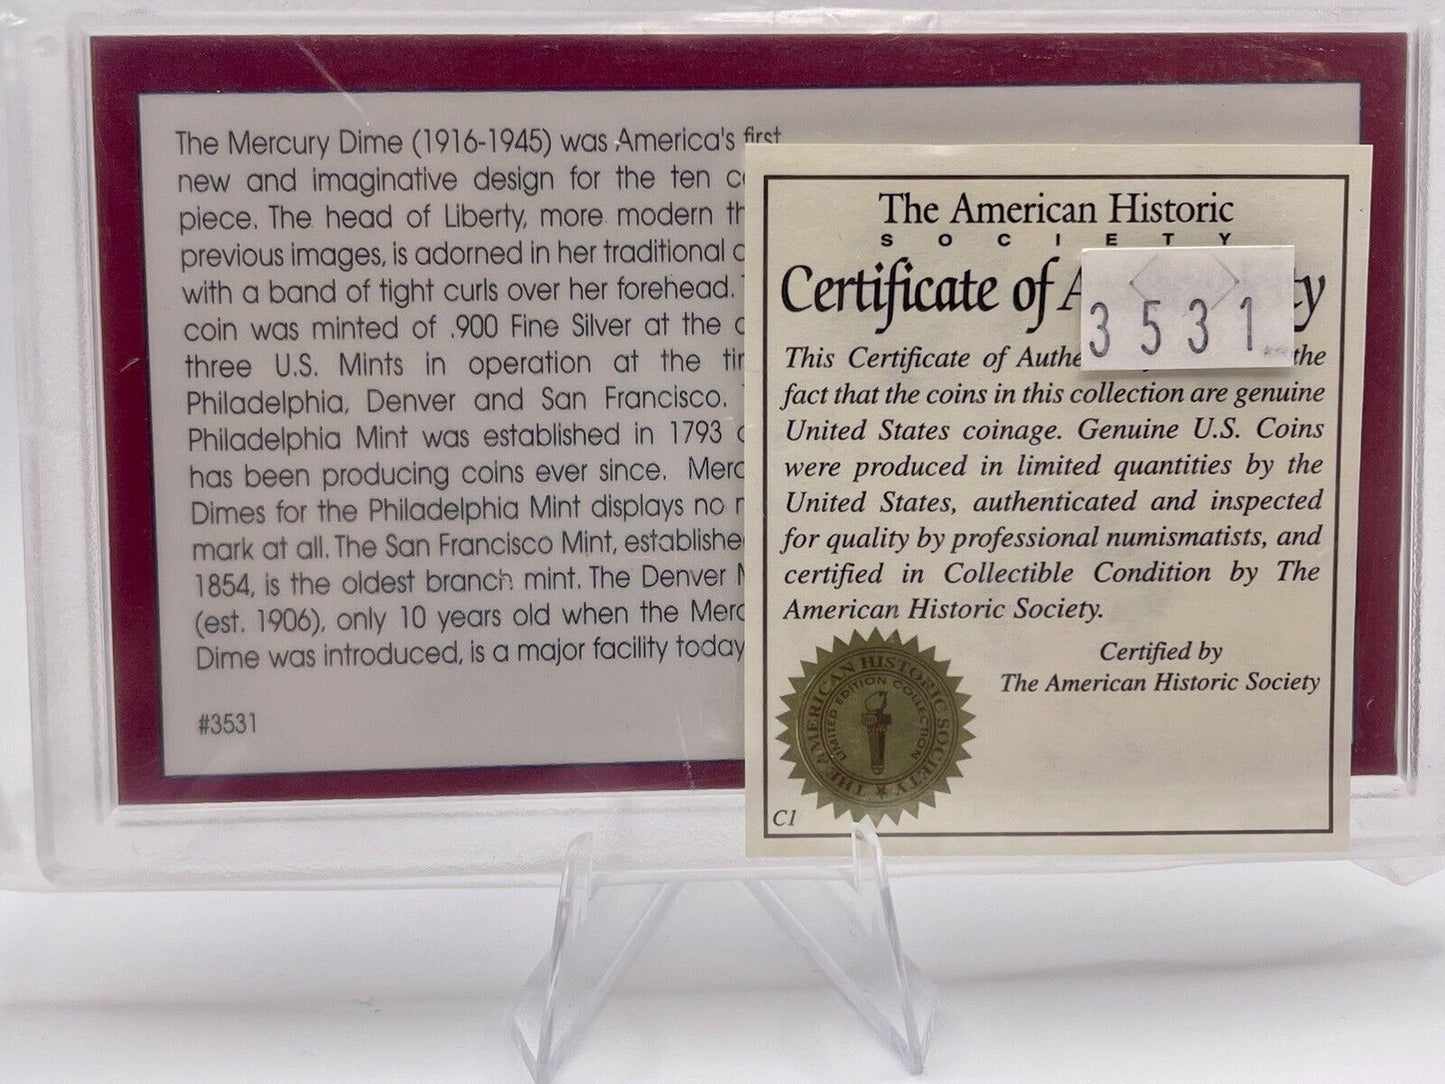 The Mercury Dime (1916-1945) was America's first
new and imaginative design for the ten
piece. The head of Liberty, more modern
previous images, is adorned in her traditional
with a band of tight curls over her forehead.
coin was minted of .900 Fine Silver at the
three U.S. Mints in operation at the
Philadelphia, Denver and San Francisco.
Philadelphia Mint was established in 1793
has been producing coins ever since.
Dimes for the Philadelphia Mint displays no
mark at all. The San Francisco Mint,
1854, is the oldest branch mint. The Denver
(est. 1906), only 10 years old when the
Dime was introduced, is a major facility today
#3531
The American Historic
SOCIETY
Certificate of
3531
This Certificate of the
fact that the coins in this collection are genuine
United States coinage. Genuine U.S. Coins
were produced in limited quantities by the
United States, authenticated and inspected
for quality by professional numismatists, and
certified in Collectible Condition by The
American Historic Society.
Certified by
The American Historic Society
THE AMERICAN HISTORIC SOCIETY
LIMITED EDITION COLLECTION
C1